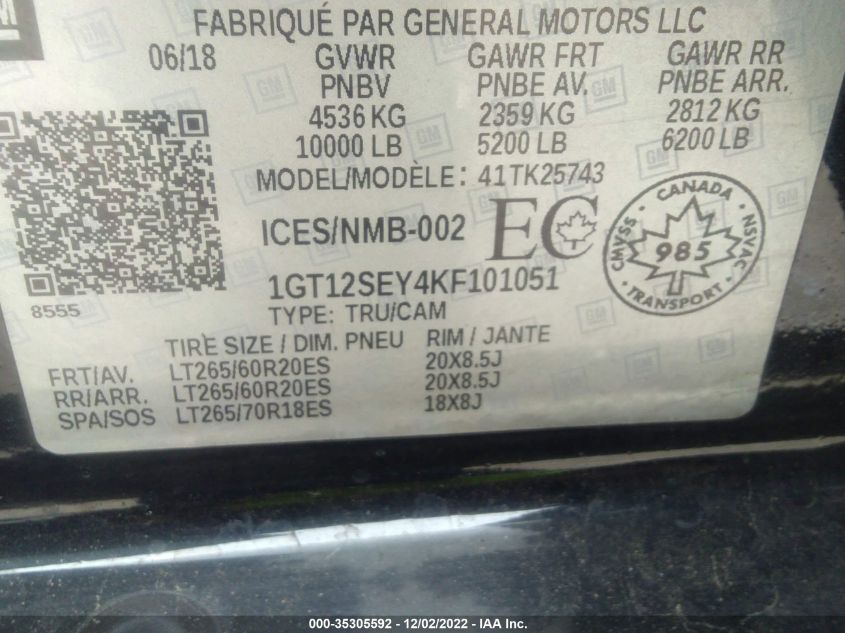 GM
FABRIQUÉ PAR GENERAL MOTORS LLC
06/18 GVWR GAWR FRT GAWR RR
PNBV PNBE AV. PNBE ARR.
4536 KG 2359 KG 2812 KG
10000 LB 5200 LB 6200 LB
MODEL/MODÈLE: 41TK25743
ICES/NMB-002 EC
CANADA
CMVSS 985 NSVAC
TRANSPORT
1GT12SEY4KF101051
8555
TYPE: TRU/CAM
TIRE SIZE / DIM. PNEU RIM / JANTE
FRT/AV. LT265/60R20ES 20X8.5J
RR/ARR. LT265/60R20ES 20X8.5J
SPA/SOS LT265/70R18ES 18X8J
000-35305592 - 12/02/2022 - IAA Inc.